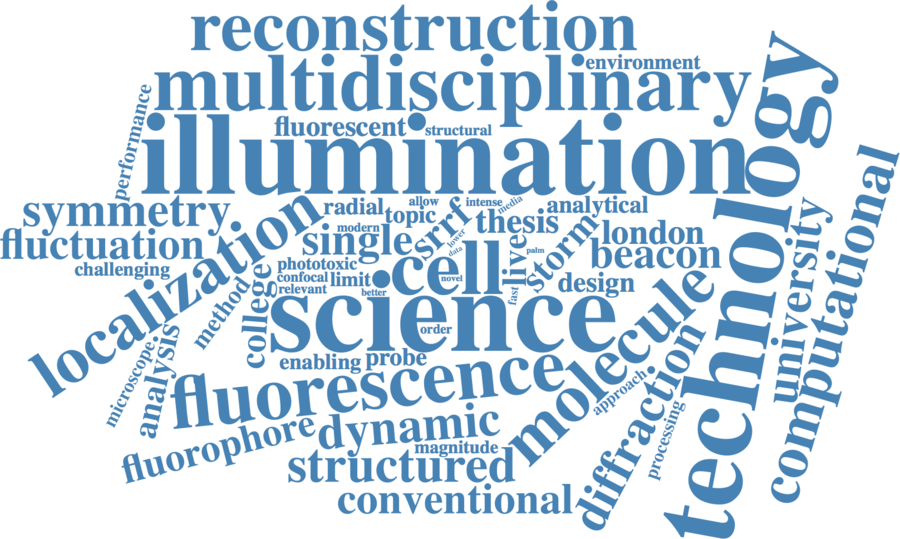 reconstruction
environment
multidisciplinary
performance
fluorescent
structural
illumination
technology
computational
symmetry
radial
allow
intense
media
analytical
topic
modern
srrf
thesis
fluctuation
localization
single
lower
data
live
palm
storm
london
beacon
university
challenging
phototoxic
confocal
limit
cell
novel
relevant
better
fast
design
method
college
science
order
molecule
microscope
analysis
enabling
probe
fluorescence
approach
diffraction
processing
fluorophore
dynamic
magnitude
structured
conventional